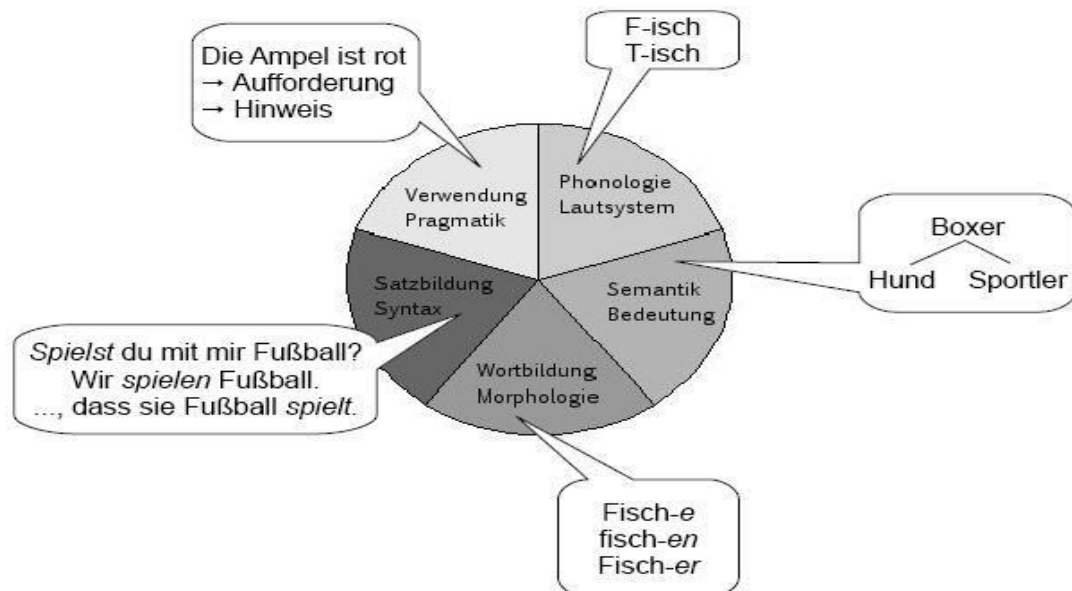 Die Ampel ist rot
→ Aufforderung
→ Hinweis
F-isch
T-isch
Verwendung
Pragmatik
Phonologie
Lautsystem
Boxer
Hund Sportler
Satzbildung
Syntax
Semantik
Bedeutung
Spielst du mit mir Fußball?
Wir spielen Fußball.
..., dass sie Fußball spielt.
Wortbildung
Morphologie
Fisch-e
fisch-en
Fisch-er